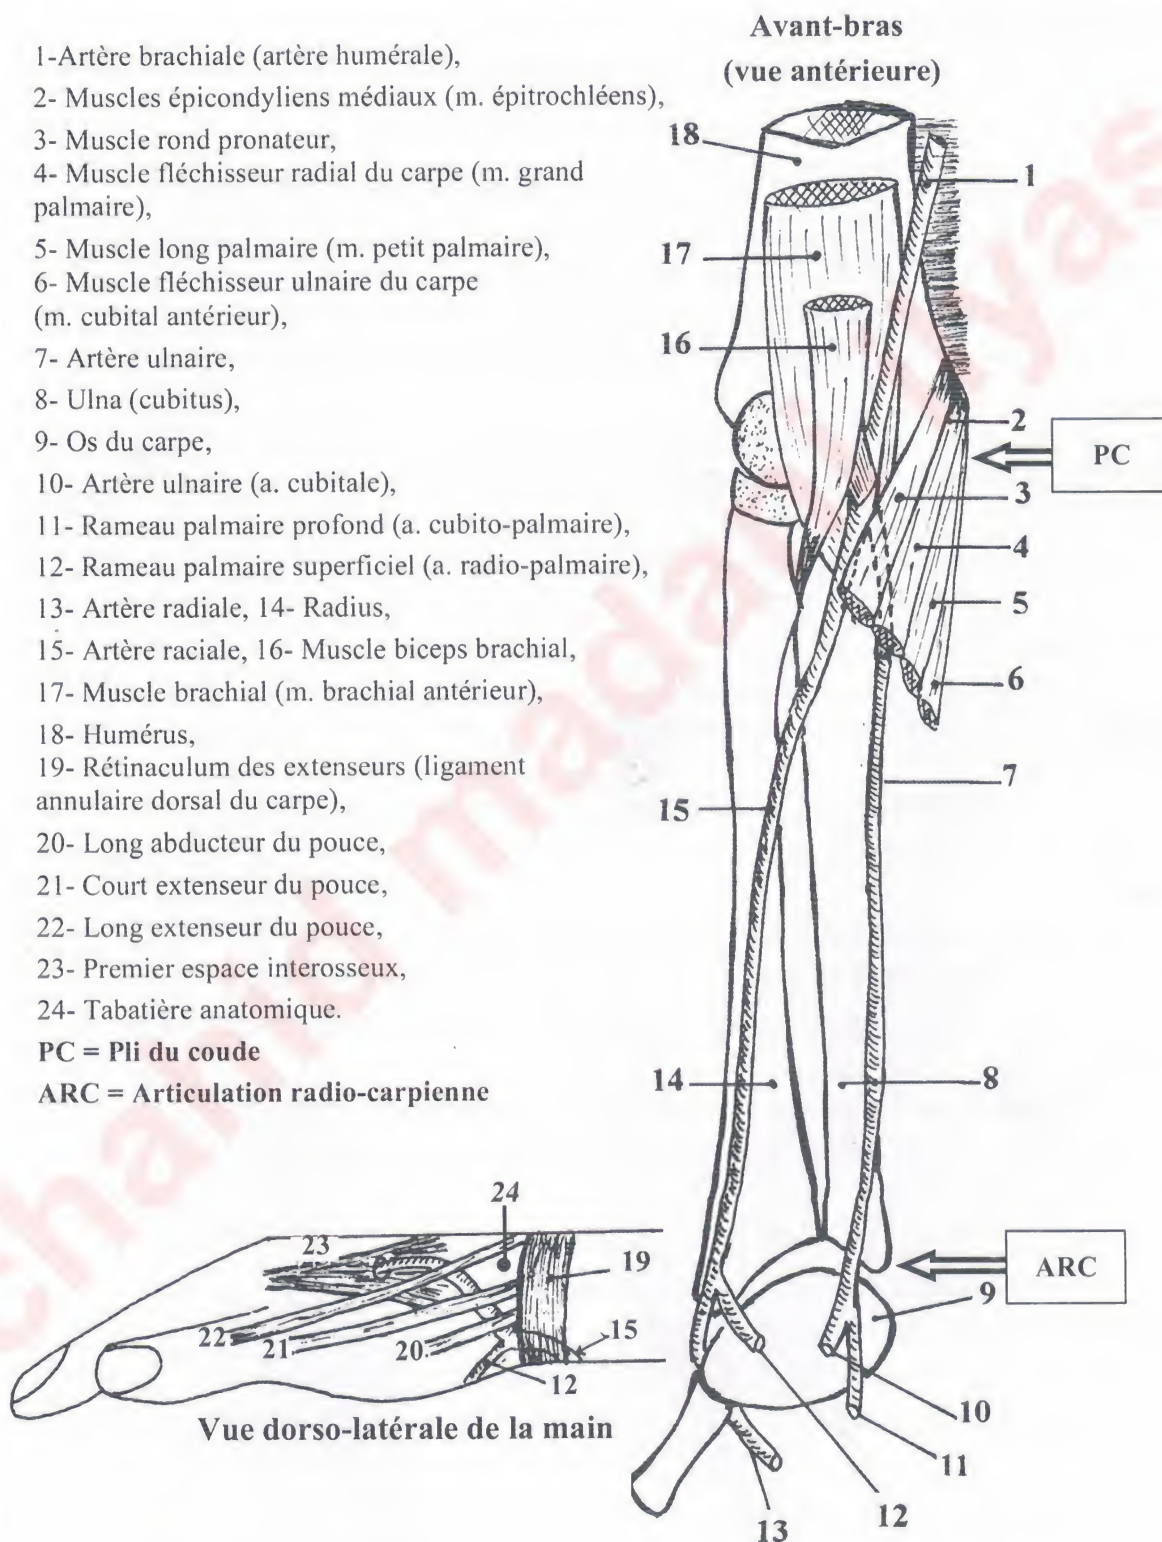 Avant-bras
(vue antérieure)
1-Artère brachiale (artère humérale),
2- Muscles épicondyliens médiaux (m. épitrochléens),
3- Muscle rond pronateur,
4- Muscle fléchisseur radial du carpe (m. grand
palmaire),
5- Muscle long palmaire (m. petit palmaire),
6- Muscle fléchisseur ulnaire du carpe
(m. cubital antérieur),
7- Artère ulnaire,
8- Ulna (cubitus),
9- Os du carpe,
10- Artère ulnaire (a. cubitale),
11- Rameau palmaire profond (a. cubito-palmaire),
12- Rameau palmaire superficiel (a. radio-palmaire),
13- Artère radiale, 14- Radius,
15- Artère raciale, 16- Muscle biceps brachial,
17- Muscle brachial (m. brachial antérieur),
18- Humérus,
19- Rétinaculum des extenseurs (ligament
annulaire dorsal du carpe),
20- Long abducteur du pouce,
21- Court extenseur du pouce,
22- Long extenseur du pouce,
23- Premier espace interosseux,
24- Tabatière anatomique.
PC = Pli du coude
ARC = Articulation radio-carpienne
18
1
17
16
2
PC
3
4
5
6
7
15
14
8
ARC
9
10
11
12
13
24
23
19
22
21
20
15
12
Vue dorso-latérale de la main